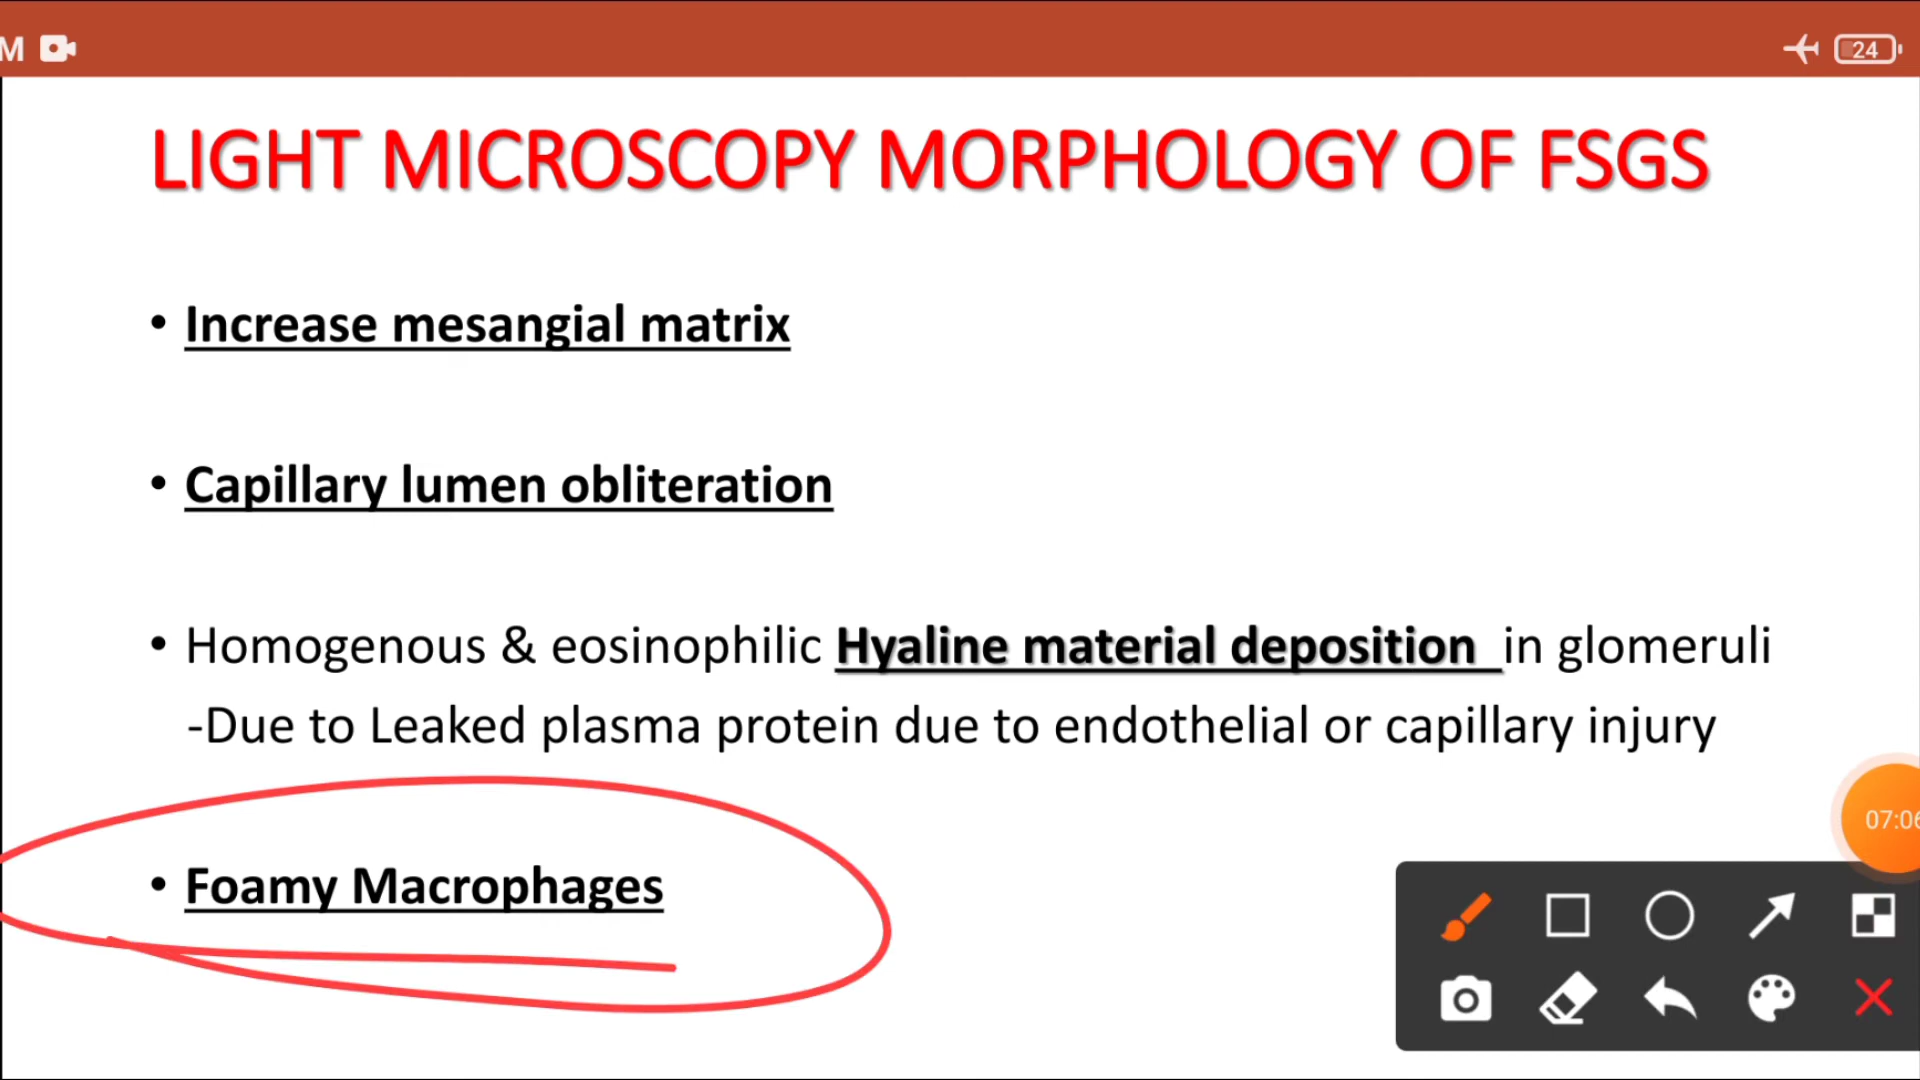 M
24
LIGHT MICROSCOPY MORPHOLOGY OF FSGS
• Increase mesangial matrix
• Capillary lumen obliteration
• Homogenous & eosinophilic Hyaline material deposition in glomeruli
-Due to Leaked plasma protein due to endothelial or capillary injury
07:06
• Foamy Macrophages